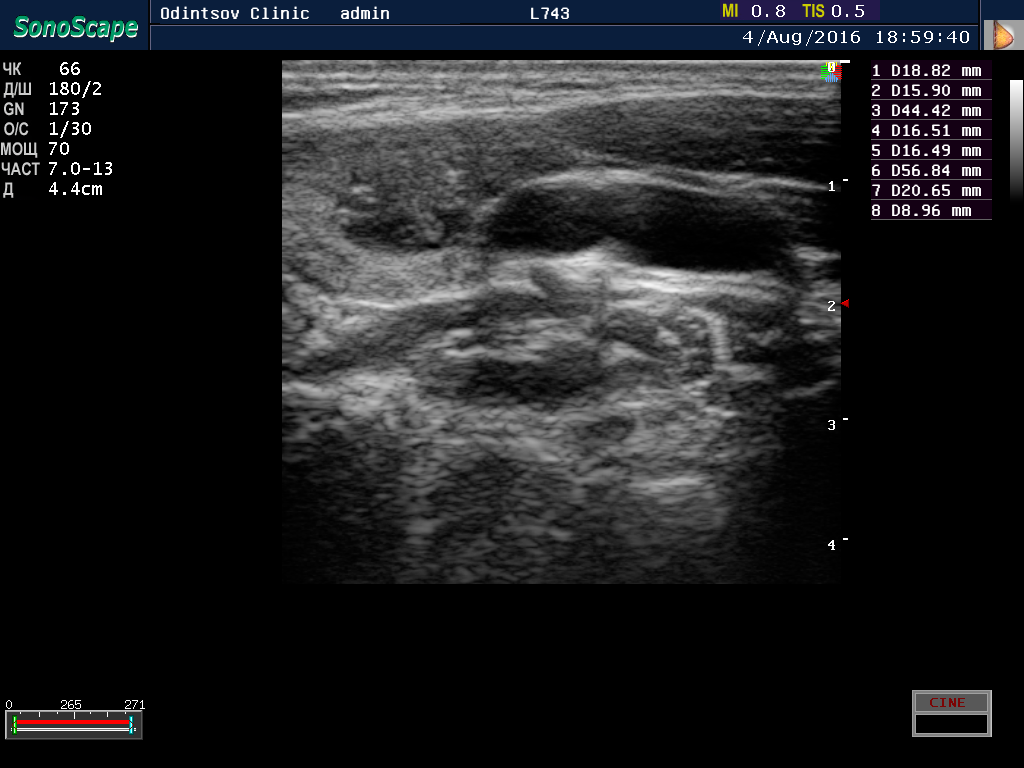 SonoScape
Odintsov Clinic admin L743 MI 0.8 TIS 0.5
4/Aug/2016 18:59:40
ЧК 66
Д/Ш 180/2
GN 173
О/С 1/30
МОЩ 70
ЧАСТ 7.0-13
Д 4.4cm
1 D18.82 mm
2 D15.90 mm
3 D44.42 mm
4 D16.51 mm
5 D16.49 mm
6 D56.84 mm
7 D20.65 mm
8 D8.96 mm
1
2
3
4
0 265 271
CINE